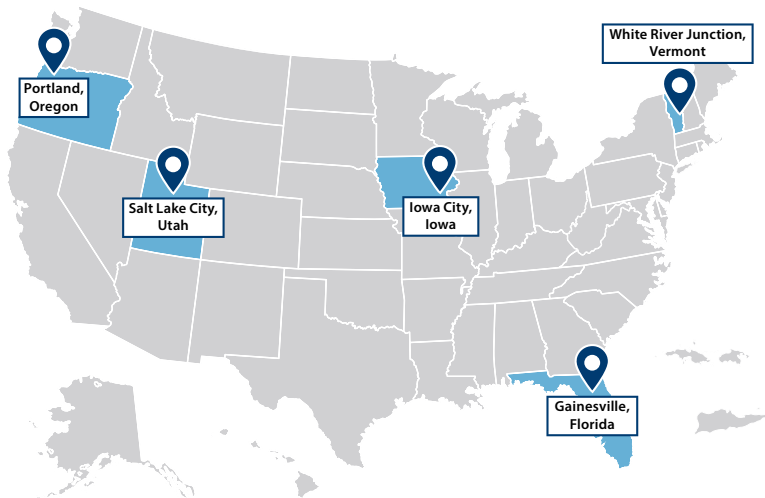 White River Junction,
Vermont
Portland,
Oregon
Salt Lake City,
Utah
Iowa City,
Iowa
Gainesville,
Florida